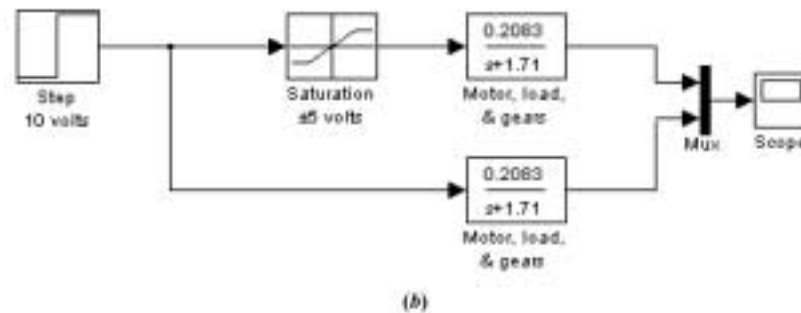 Step
10 volts
Saturation
±5 volts
0.2083
s+1.71
Motor, load,
& gears
Mux
Scope
0.2083
s+1.71
Motor, load,
& gears
(b)